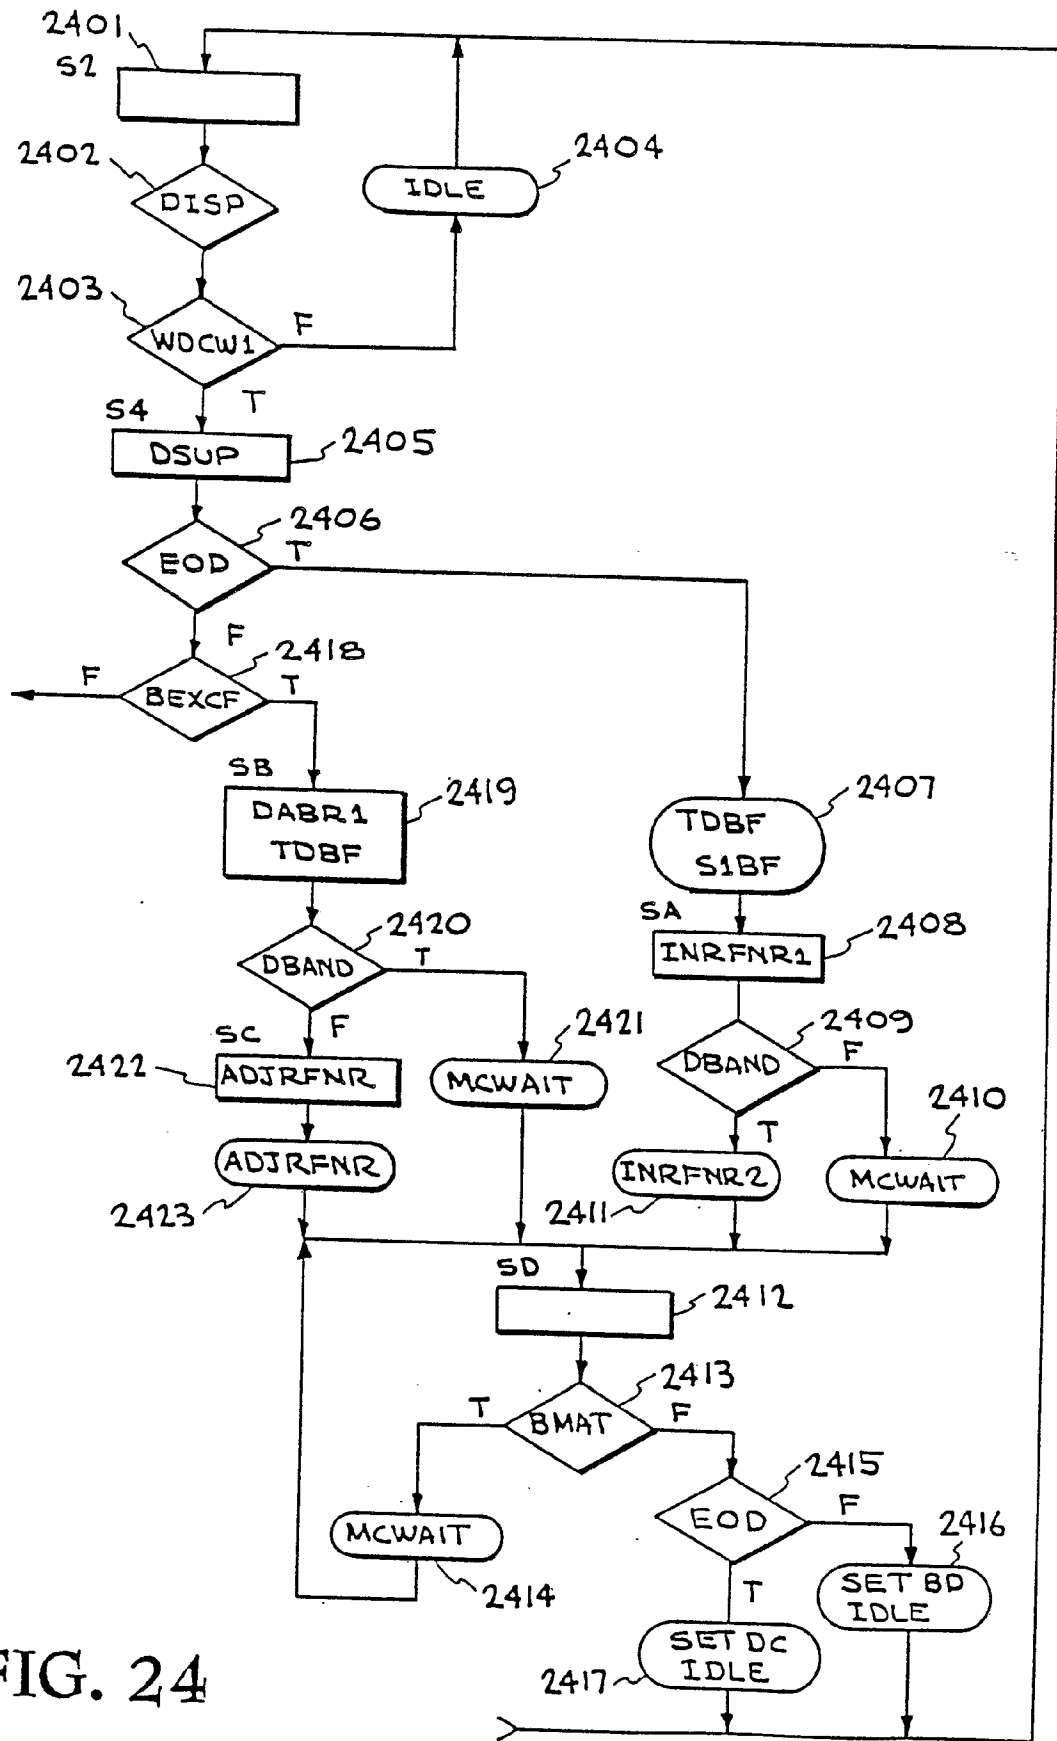 2401
S2
2402
DISP
IDLE
2404
2403
WDCW1
F
T
S4
DSUP
2405
2406
EOD
T
F
2418
F
BEXCF
T
SB
DABR1
TDBF
2419
2407
TDBF
S1BF
SA
INRFNR1
2408
2420
DBAND
T
F
2421
2409
DBAND
F
T
SC
2422
ADJRFNR
MCWAIT
2410
ADJRFNR
2423
INRFNR2
2411
MCWAIT
SD
2412
2413
T
BMAT
F
2415
EOD
F
T
MCWAIT
2414
2416
SET BD
IDLE
SET DC
IDLE
2417
FIG. 24